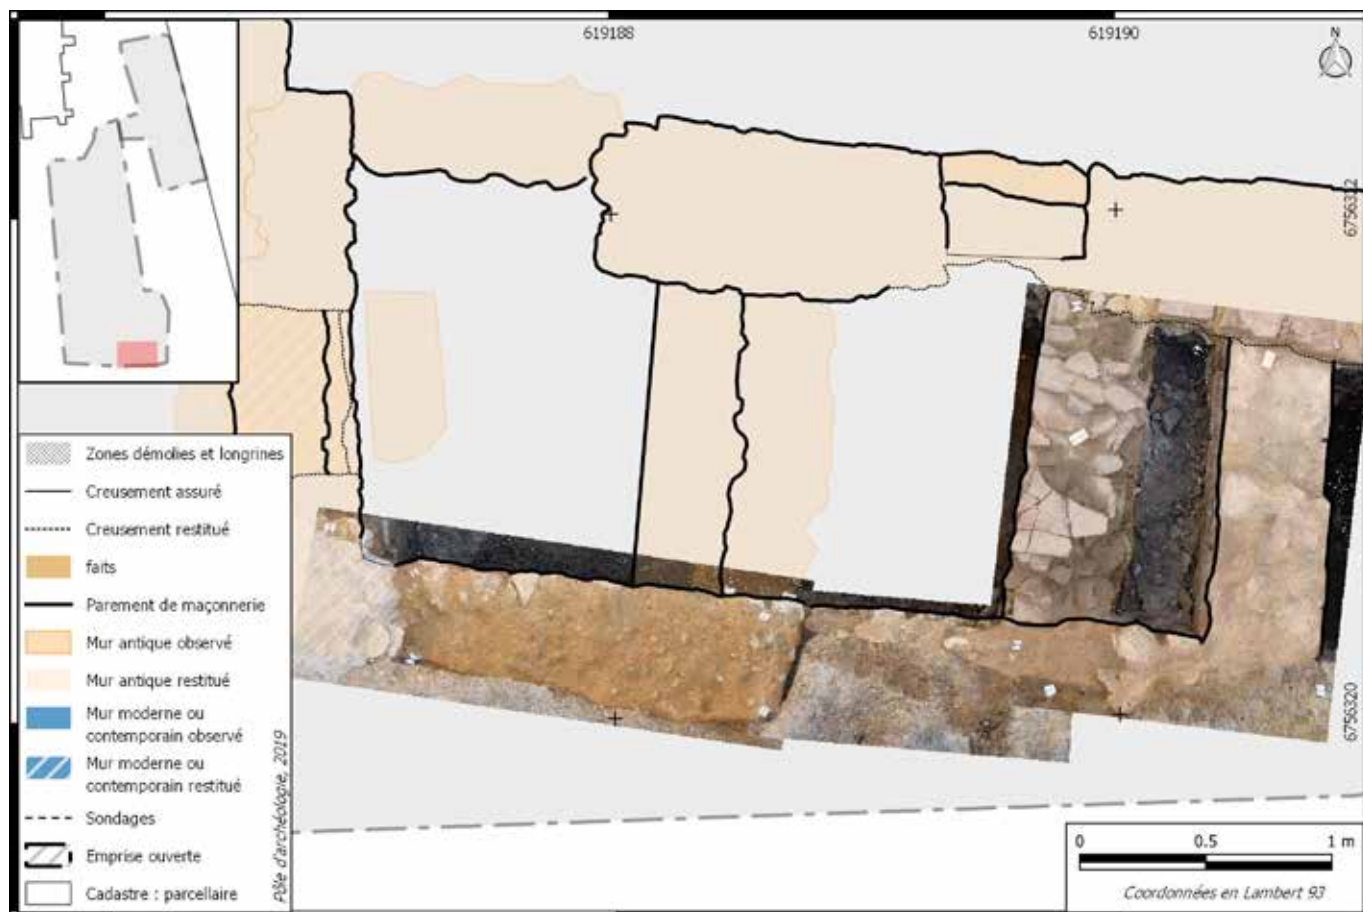 619188
619190
N
6756322
Zones démolies et longrines
Creusement assuré
Creusement restitué
faits
Parement de maçonnerie
Mur antique observé
Mur antique restitué
Mur moderne ou
contemporain observé
Mur moderne ou
contemporain restitué
Sondages
Emprise ouverte
Cadastre : parcellaire
Pôle d'archéologie, 2019
6756320
0 0.5 1 m
Coordonnées en Lambert 93